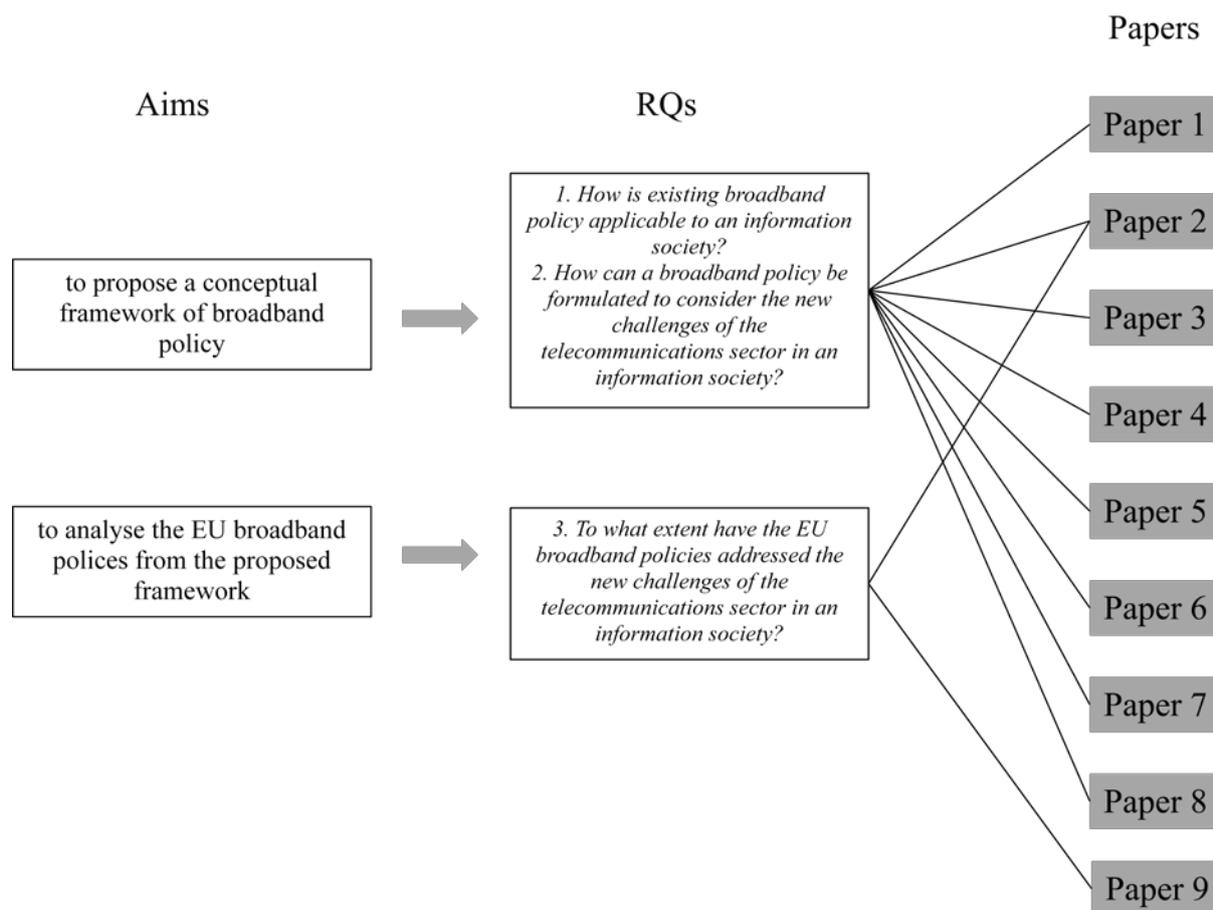 Papers
Aims
RQs
Paper 1
1. How is existing broadband
policy applicable to an information
society?
2. How can a broadband policy be
formulated to consider the new
challenges of the
telecommunications sector in an
information society?
Paper 2
to propose a conceptual
framework of broadband
policy
Paper 3
Paper 4
Paper 5
to analyse the EU broadband
polices from the proposed
framework
3. To what extent have the EU
broadband policies addressed the
new challenges of the
telecommunications sector in an
information society?
Paper 6
Paper 7
Paper 8
Paper 9